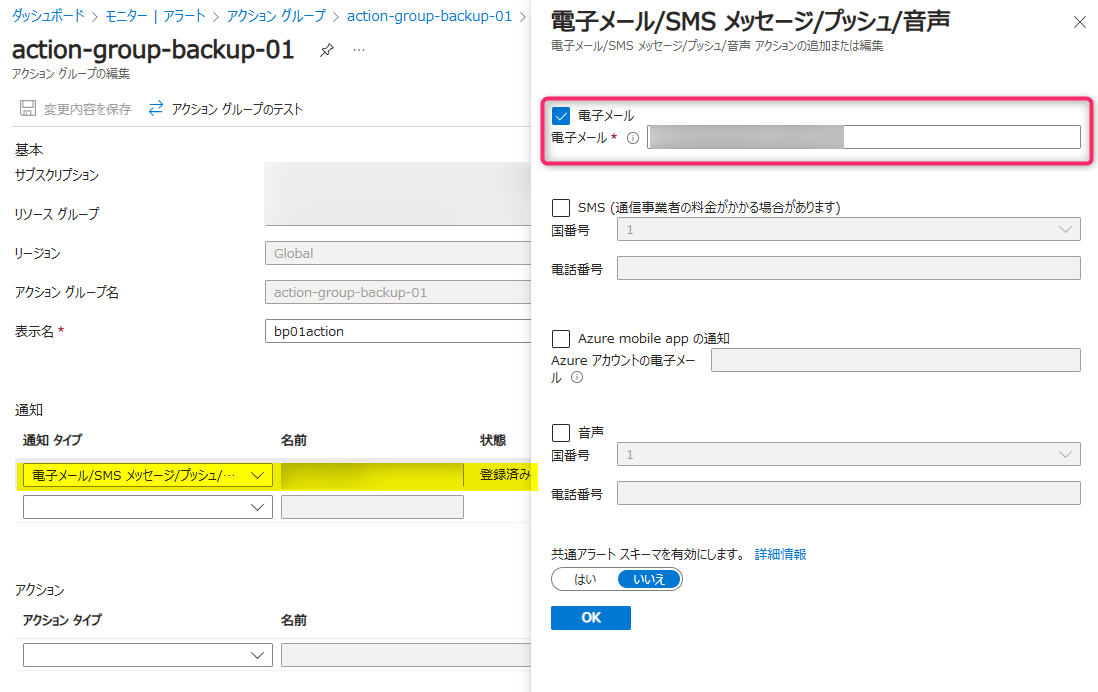 ダッシュボード > モニター | アラート > アクション グループ > action-group-backup-01 >
action-group-backup-01
アクション グループの編集
変更内容を保存 アクション グループのテスト
基本
サブスクリプション
リソース グループ
リージョン Global
アクション グループ名 action-group-backup-01
表示名 * bp01action
通知
通知 タイプ 名前 状態
電子メール/SMS メッセージ/プッシュ/… 登録済み
アクション
アクション タイプ 名前
電子メール/SMS メッセージ/プッシュ/音声
電子メール/SMS メッセージ/プッシュ/音声 アクションの追加または編集
電子メール
電子メール *
SMS (通信事業者の料金がかかる場合があります)
国番号 1
電話番号
Azure mobile app の通知
Azure アカウントの電子メー
ル
音声
国番号 1
電話番号
共通アラート スキーマを有効にします。 詳細情報
はい いいえ
OK